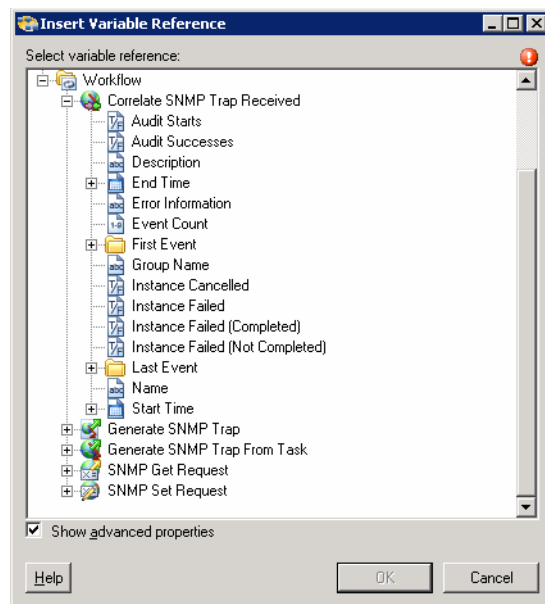 Insert Variable Reference
Select variable reference:
Workflow
Correlate SNMP Trap Received
Audit Starts
Audit Successes
Description
End Time
Error Information
Event Count
First Event
Group Name
Instance Cancelled
Instance Failed
Instance Failed (Completed)
Instance Failed (Not Completed)
Last Event
Name
Start Time
Generate SNMP Trap
Generate SNMP Trap From Task
SNMP Get Request
SNMP Set Request
Show advanced properties
Help OK Cancel